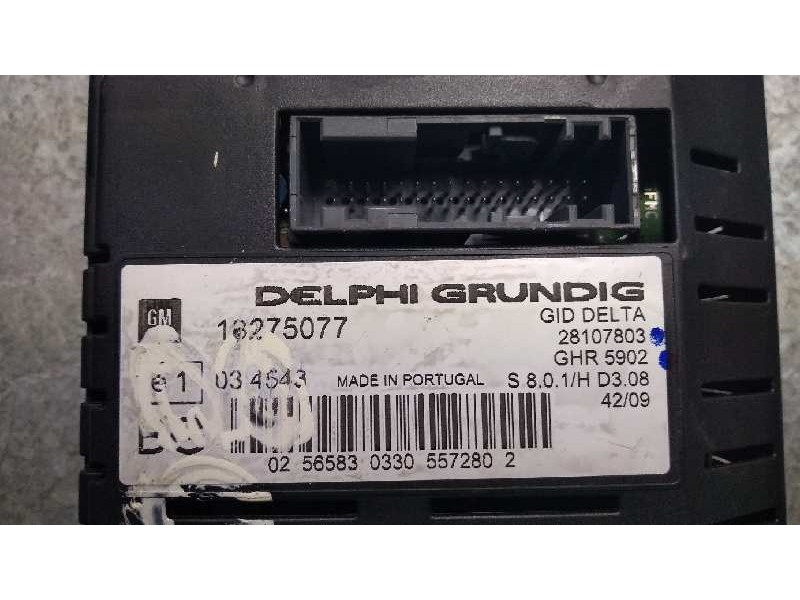 FMC
DELPHI GRUNDIG
GM
13275077
GID DELTA
28107803
GHR 5902
e1
03 4543
MADE IN PORTUGAL
S 8.0.1/H D3.08
42/09
02 56583 0330 557280 2